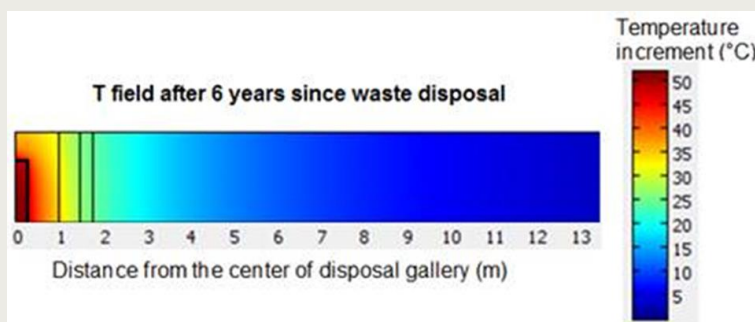 Temperature
increment (°C)
T field after 6 years since waste disposal
50
45
40
35
30
25
20
15
10
5
0 1 2 3 4 5 6 7 8 9 10 11 12 13
Distance from the center of disposal gallery (m)